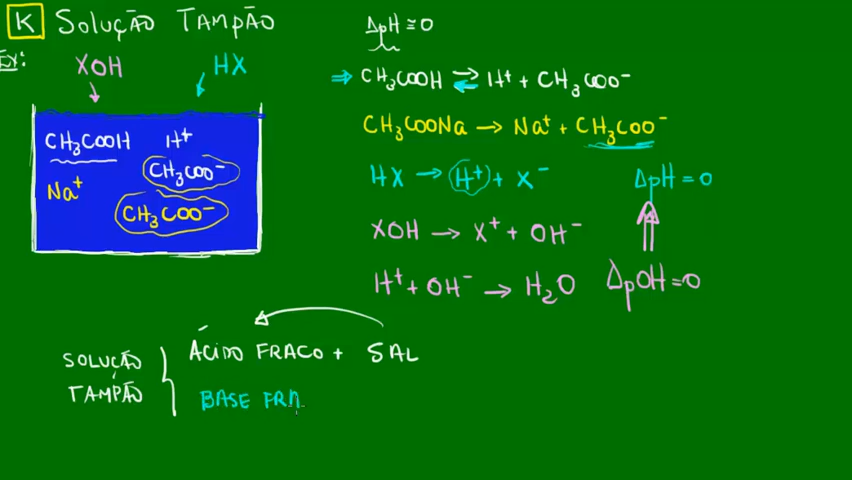 K Solução Tampão
Ex:
XOH HX
CH₃COOH H⁺
CH₃COO⁻
Na⁺
CH₃COO⁻
ΔpH ≅ 0
⇒ CH₃COOH ⇌ H⁺ + CH₃COO⁻
CH₃COONa → Na⁺ + CH₃COO⁻
HX → H⁺ + X⁻ ΔpH = 0
XOH → X⁺ + OH⁻
H⁺ + OH⁻ → H₂O ΔpOH = 0
SOLUÇÃO
TAMPÃO
ÁCIDO FRACO + SAL
BASE FRA